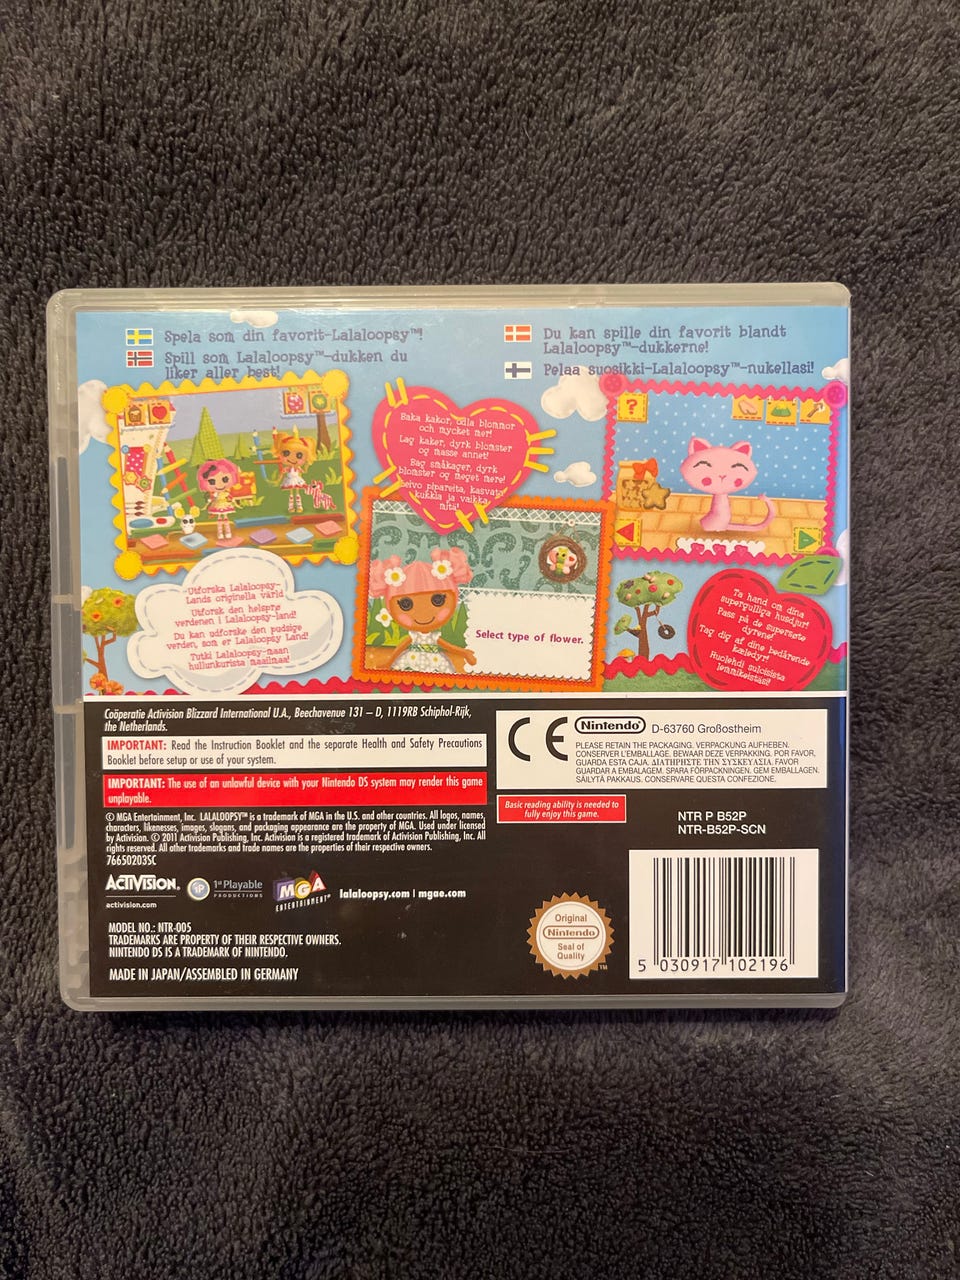 Spela som din favorit-Lalaloopsy™!
Spill som Lalaloopsy™-dukken du
liker aller best!
Du kan spille din favorit blandt
Lalaloopsy™-dukkerne!
Pelaa suosikki-Lalaloopsy™-nukellasi!
?
Baka kakor, odla blommor
och mycket mer!
Lag kaker, dyrk blomster
og masse annet!
Bag småkager, dyrk
blomster og meget mere!
Leivo pipareita, kasvata
kukkia ja vaikka
mitä!
Select type of flower.
Utforska Lalaloopsy-
Lands originella värld
Utforsk den helsprø
verdenen i Lalaloopsy-land!
Du kan udforske den pudsige
verden, som er Lalaloopsy Land!
Tutki Lalaloopsy-maan
hullunkurista maailmaa!
Ta hand om dina
supergulliga husdjur!
Pass på de supersøte
dyrene!
Tag dig af dine bedårende
kæledyr!
Huolehdi suloisista
lemmikeistäsi!
Coöperatie Activision Blizzard International U.A., Beechavenue 131 – D, 1119RB Schiphol-Rijk,
the Netherlands.
IMPORTANT: Read the Instruction Booklet and the separate Health and Safety Precautions
Booklet before setup or use of your system.
IMPORTANT: The use of an unlawful device with your Nintendo DS system may render this game
unplayable.
© MGA Entertainment, Inc. LALALOOPSY™ is a trademark of MGA in the U.S. and other countries. All logos, names,
characters, likenesses, images, slogans, and packaging appearance are the property of MGA. Used under licensed
by Activision. © 2011 Activision Publishing, Inc. Activision is a registered trademark of Activision Publishing, Inc. All
rights reserved. All other trademarks and trade names are the properties of their respective owners.
76650203SC
ACTIVISION.
activision.com
1P
1st Playable
PRODUCTIONS
MGA
ENTERTAINMENT®
lalaloopsy.com | mgae.com
MODEL NO.: NTR-005
TRADEMARKS ARE PROPERTY OF THEIR RESPECTIVE OWNERS.
NINTENDO DS IS A TRADEMARK OF NINTENDO.
MADE IN JAPAN/ASSEMBLED IN GERMANY
CE
Nintendo® D-63760 Großostheim
PLEASE RETAIN THE PACKAGING. VERPACKUNG AUFHEBEN.
CONSERVER L'EMBALLAGE. BEWAAR DEZE VERPAKKING. POR FAVOR,
GUARDA ESTA CAJA. ΔΙΑΤΗΡΗΣΤΕ ΤΗΝ ΣΥΣΚΕΥΑΣΙΑ. FAVOR
GUARDAR A EMBALAGEM. SPARA FÖRPACKNINGEN. GEM EMBALLAGEN.
SÄILYTÄ PAKKAUS. CONSERVARE QUESTA CONFEZIONE.
Basic reading ability is needed to
fully enjoy this game.
NTR P B52P
NTR-B52P-SCN
Original
Nintendo
Seal of
Quality
TM
5 030917 102196